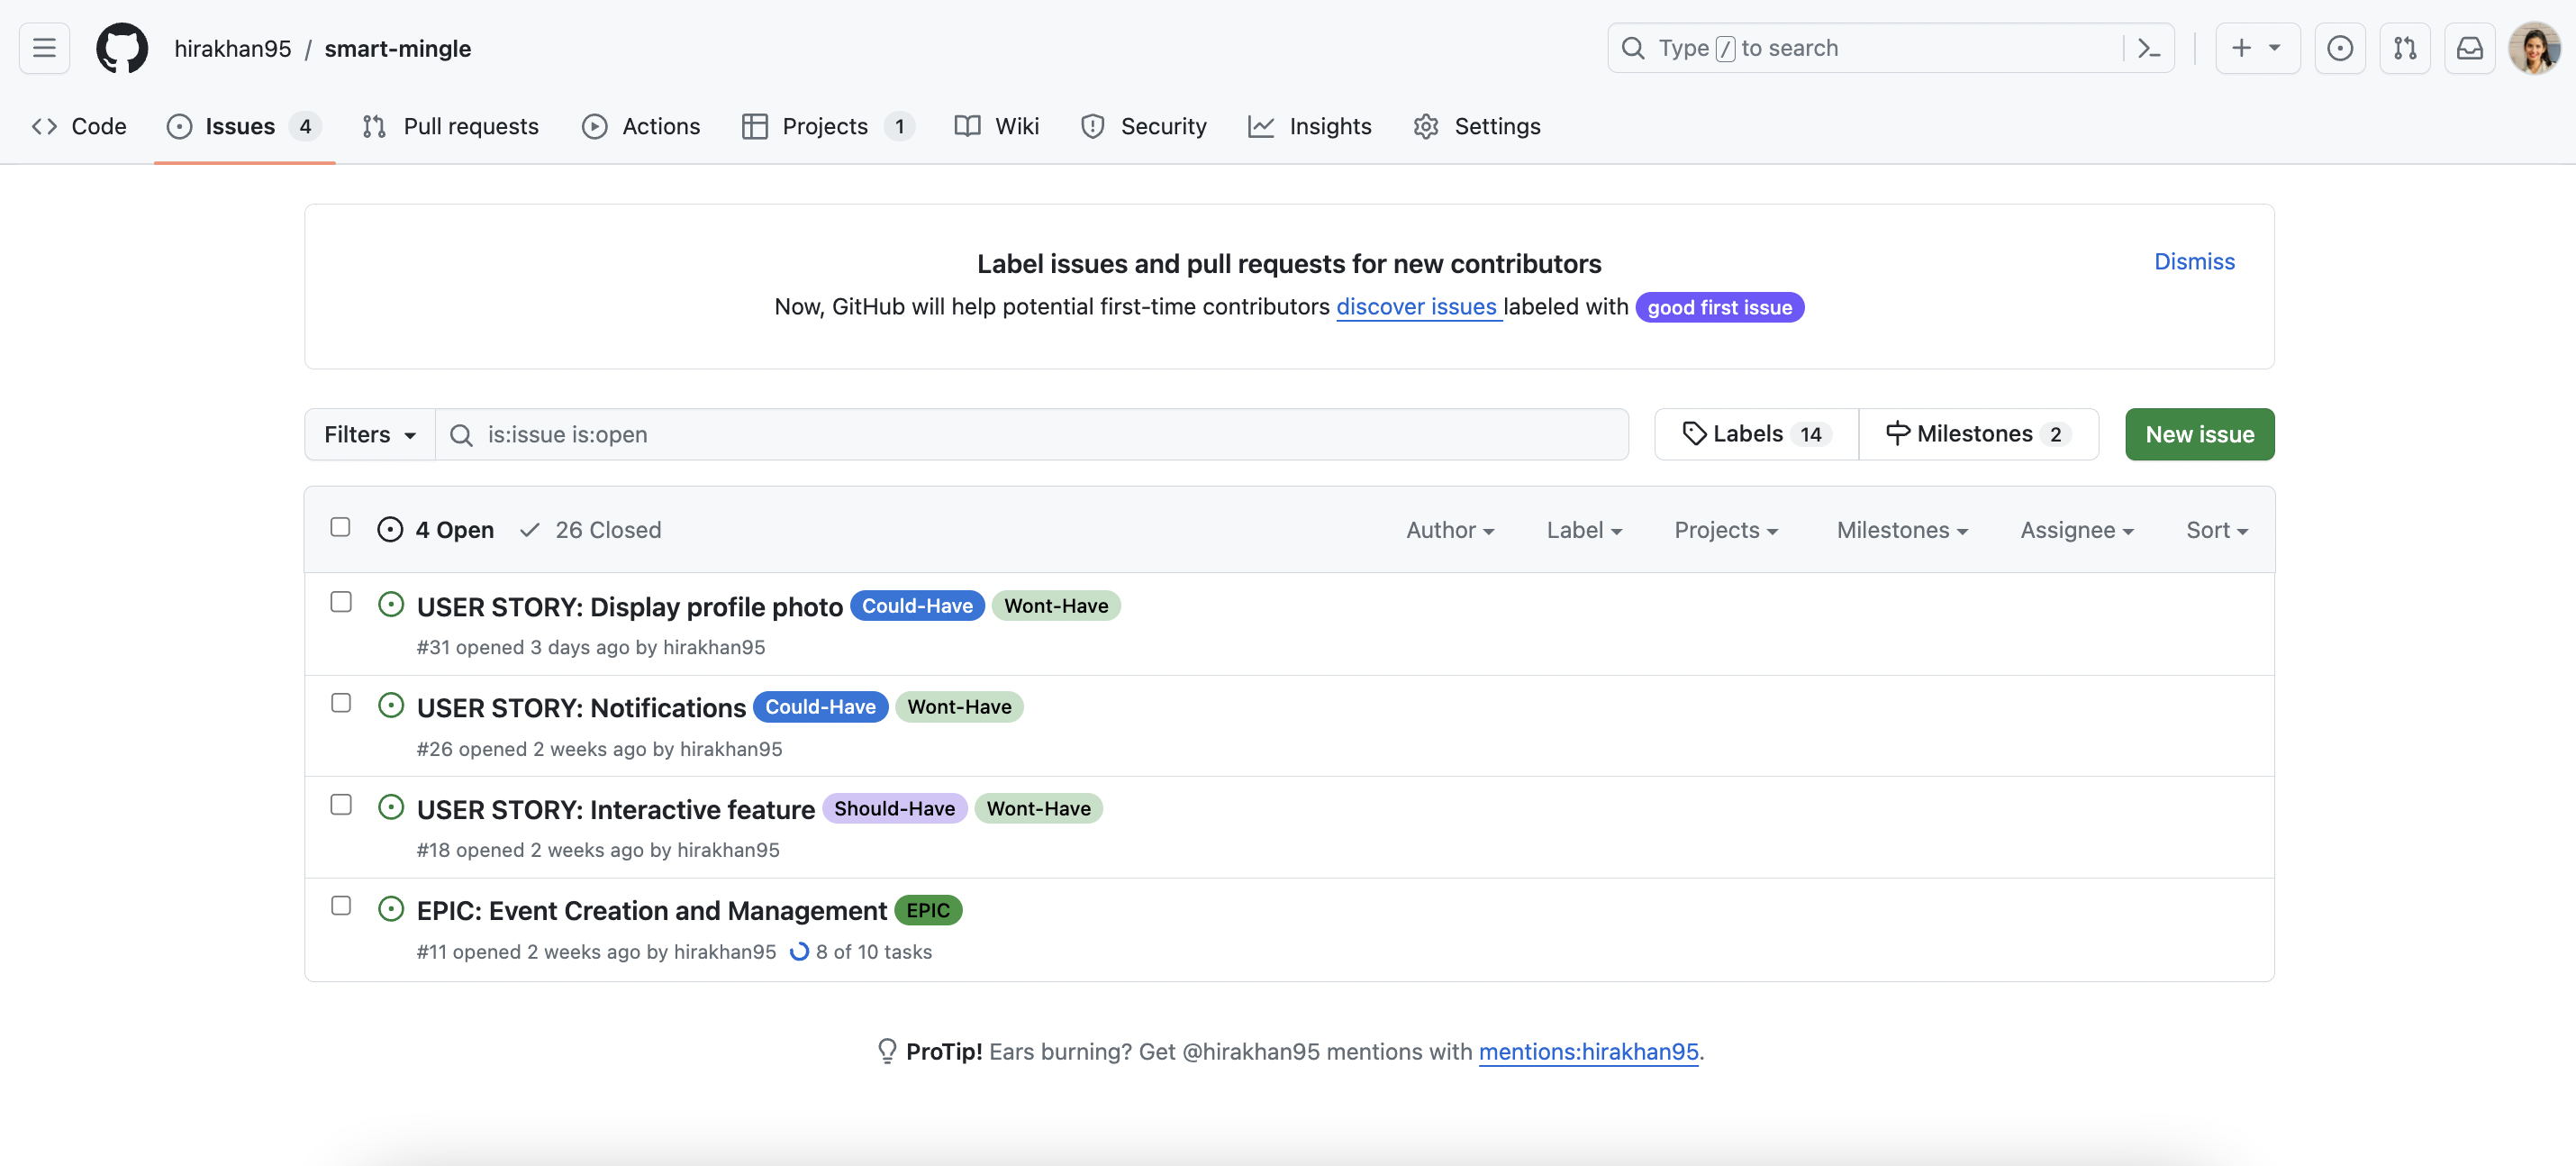 hirakhan95 / smart-mingle
Type / to search
Code Issues 4 Pull requests Actions Projects 1 Wiki Security Insights Settings
Label issues and pull requests for new contributors
Dismiss
Now, GitHub will help potential first-time contributors discover issues labeled with good first issue
Filters is:issue is:open Labels 14 Milestones 2 New issue
4 Open 26 Closed Author Label Projects Milestones Assignee Sort
USER STORY: Display profile photo Could-Have Wont-Have
#31 opened 3 days ago by hirakhan95
USER STORY: Notifications Could-Have Wont-Have
#26 opened 2 weeks ago by hirakhan95
USER STORY: Interactive feature Should-Have Wont-Have
#18 opened 2 weeks ago by hirakhan95
EPIC: Event Creation and Management EPIC
#11 opened 2 weeks ago by hirakhan95 8 of 10 tasks
ProTip! Ears burning? Get @hirakhan95 mentions with mentions:hirakhan95.